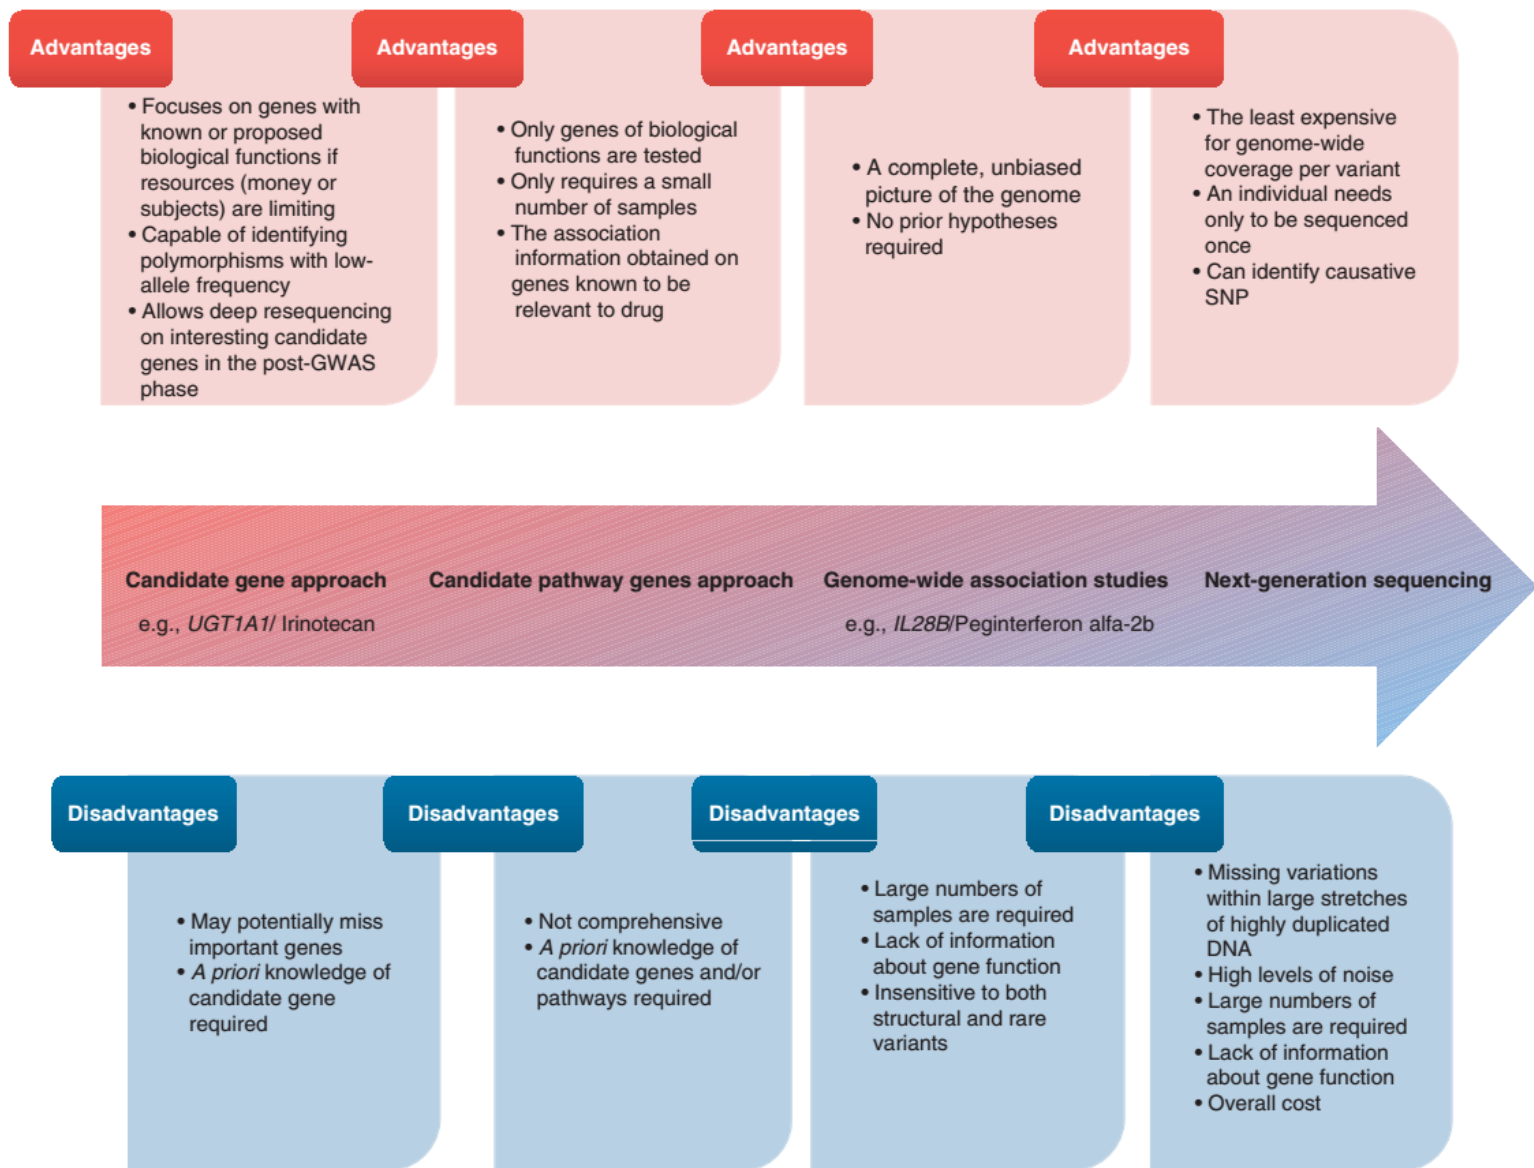 Advantages
• Focuses on genes with
known or proposed
biological functions if
resources (money or
subjects) are limiting
• Capable of identifying
polymorphisms with low-
allele frequency
• Allows deep resequencing
on interesting candidate
genes in the post-GWAS
phase
Advantages
• Only genes of biological
functions are tested
• Only requires a small
number of samples
• The association
information obtained on
genes known to be
relevant to drug
Advantages
• A complete, unbiased
picture of the genome
• No prior hypotheses
required
Advantages
• The least expensive
for genome-wide
coverage per variant
• An individual needs
only to be sequenced
once
• Can identify causative
SNP
Candidate gene approach
e.g., UGT1A1/ Irinotecan
Candidate pathway genes approach
Genome-wide association studies
e.g., IL28B/Peginterferon alfa-2b
Next-generation sequencing
Disadvantages
• May potentially miss
important genes
• A priori knowledge of
candidate gene
required
Disadvantages
• Not comprehensive
• A priori knowledge of
candidate genes and/or
pathways required
Disadvantages
• Large numbers of
samples are required
• Lack of information
about gene function
• Insensitive to both
structural and rare
variants
Disadvantages
• Missing variations
within large stretches
of highly duplicated
DNA
• High levels of noise
• Large numbers of
samples are required
• Lack of information
about gene function
• Overall cost